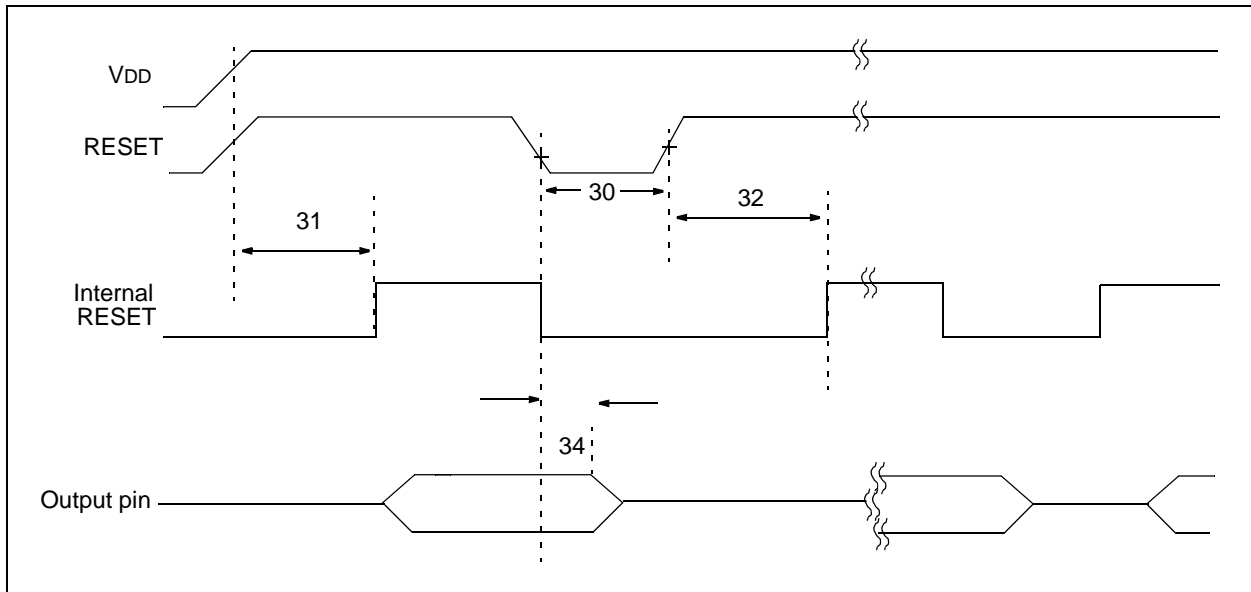 VDD
RESET
30
32
31
Internal
RESET
34
Output pin